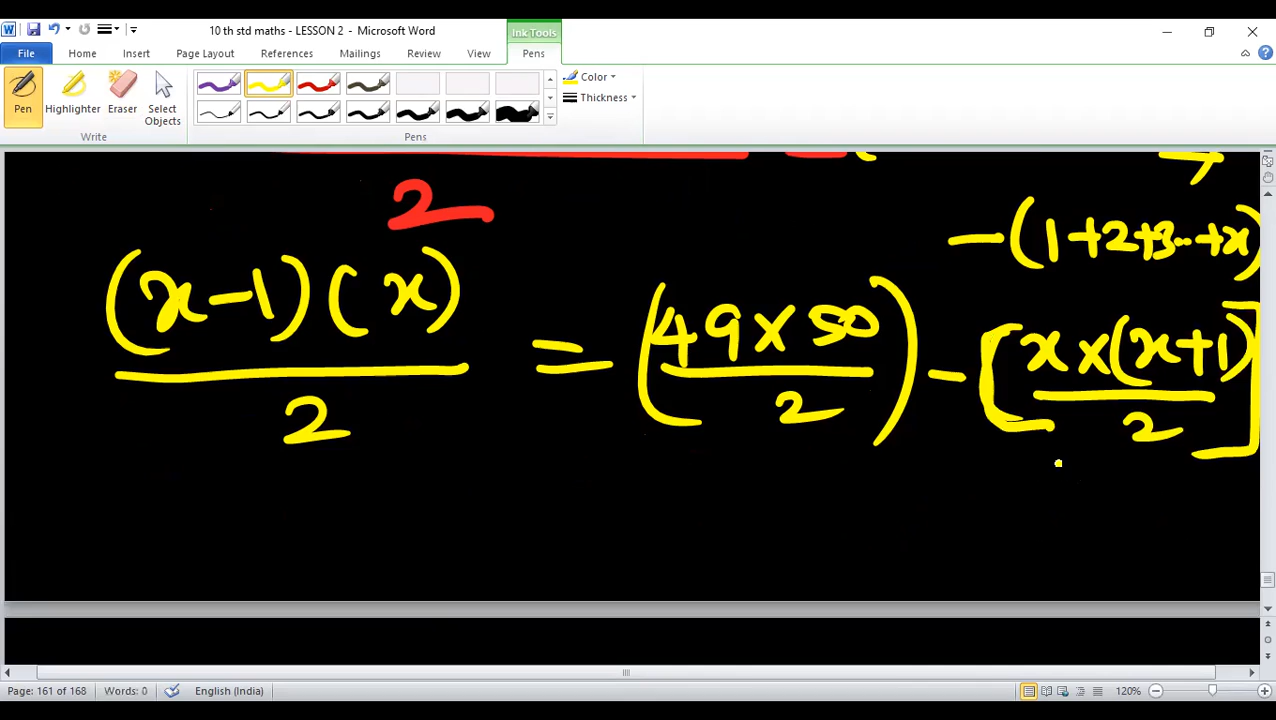 10 th std maths - LESSON 2 - Microsoft Word
Ink Tools
File Home Insert Page Layout References Mailings Review View Pens
Pen Highlighter Eraser Select Objects
Color
Thickness
Write
Pens
2
-(1+2+3..+x)
(x-1)(x)/2 = (49x50/2) - [x×(x+1)/2]
Page: 161 of 168 Words: 0 English (India) 120%